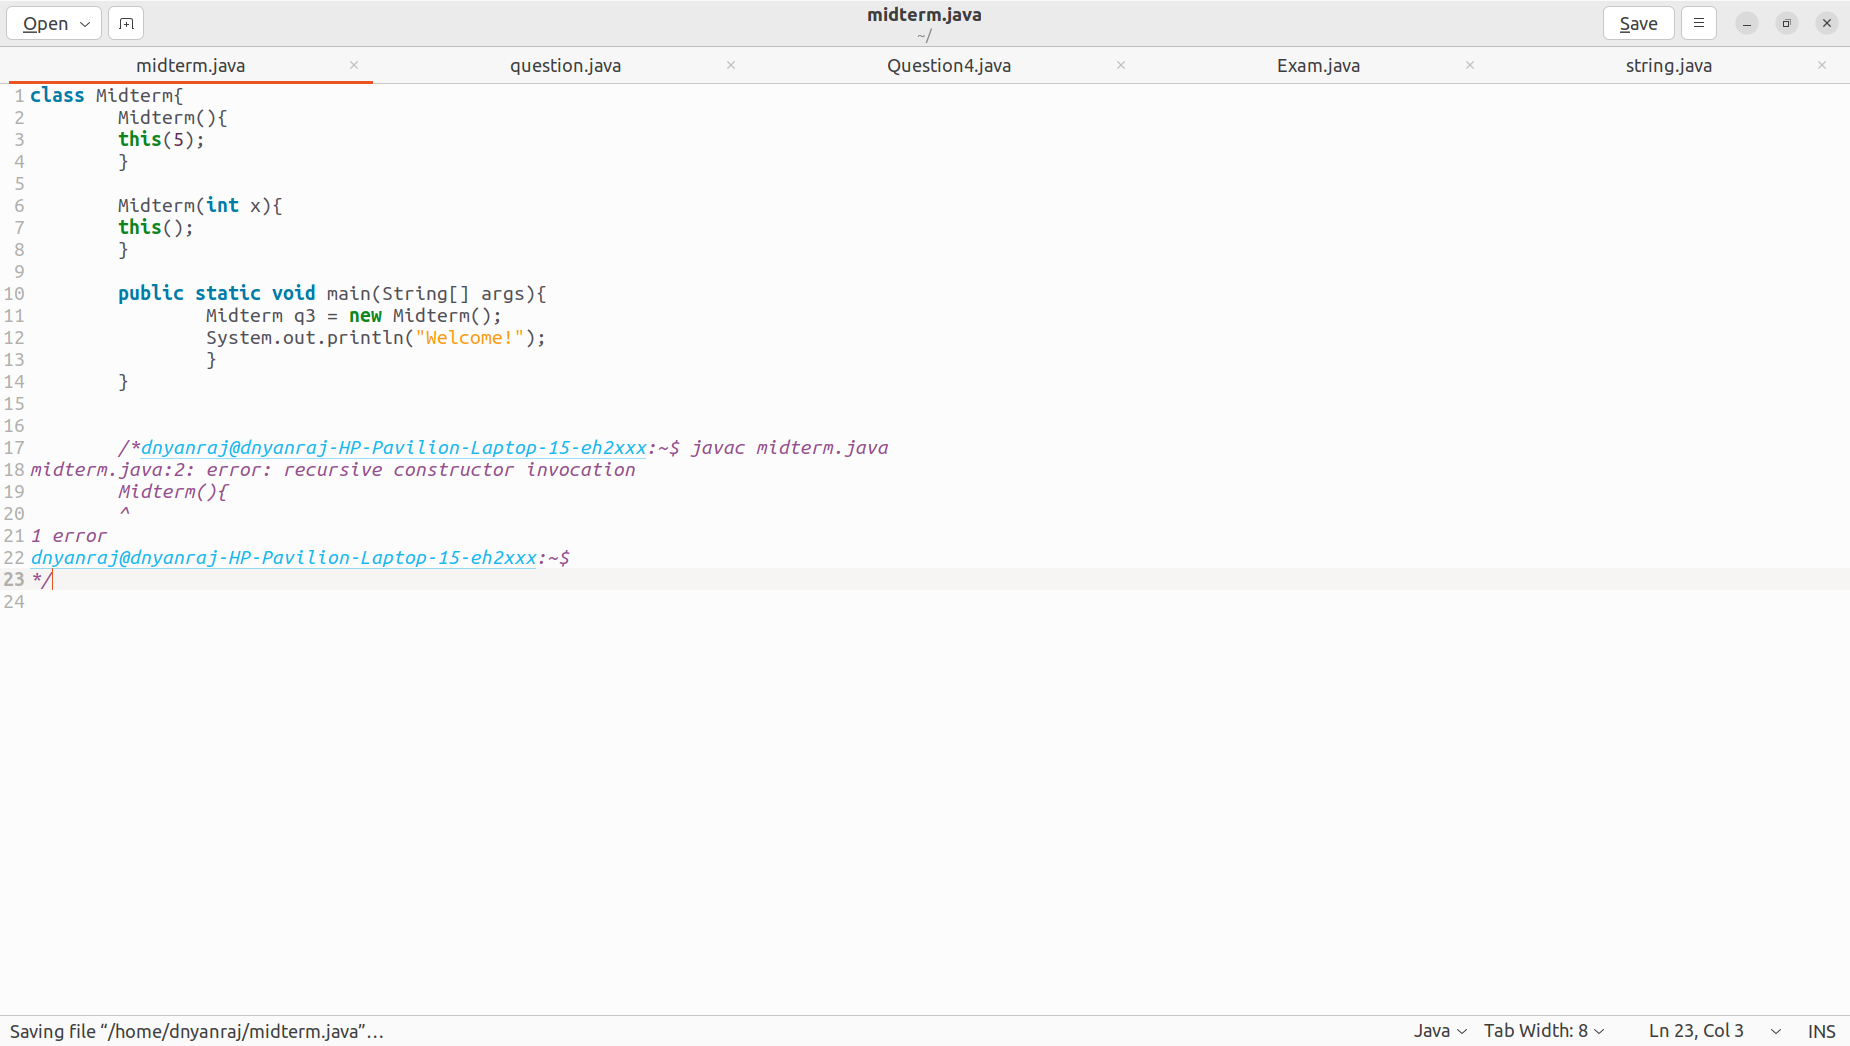 Open
midterm.java
~/
Save
midterm.java
question.java
Question4.java
Exam.java
string.java
1 class Midterm{
2 Midterm(){
3 this(5);
4 }
5
6 Midterm(int x){
7 this();
8 }
9
10 public static void main(String[] args){
11 Midterm q3 = new Midterm();
12 System.out.println("Welcome!");
13 }
14 }
15
16
17 /*dnyanraj@dnyanraj-HP-Pavilion-Laptop-15-eh2xxx:~$ javac midterm.java
18 midterm.java:2: error: recursive constructor invocation
19 Midterm(){
20 ^
21 1 error
22 dnyanraj@dnyanraj-HP-Pavilion-Laptop-15-eh2xxx:~$
23 */
24
Saving file “/home/dnyanraj/midterm.java”…
Java
Tab Width: 8
Ln 23, Col 3
INS